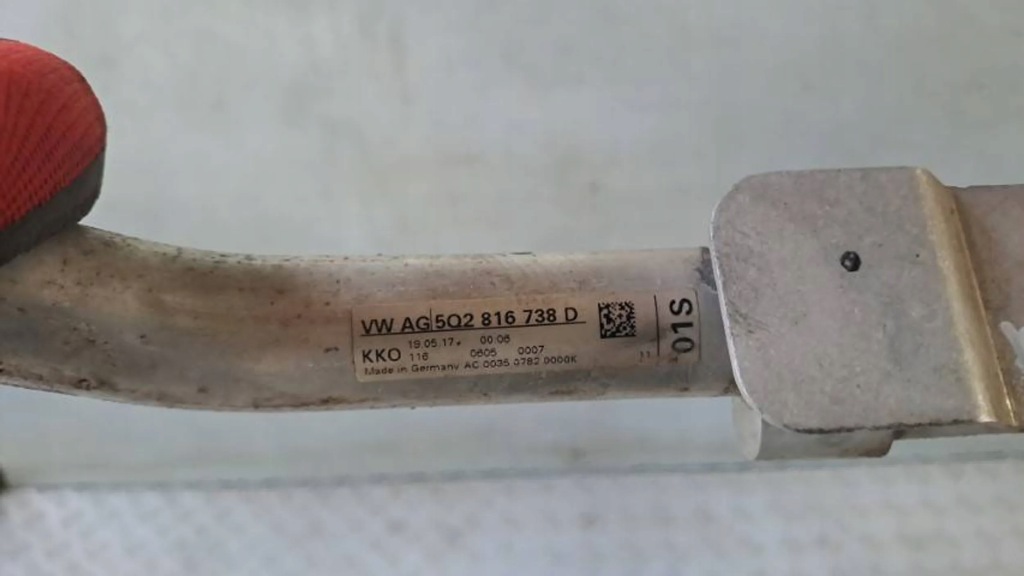 VW AG 5Q2 816 738 D
19.05.17* 00:06
KKO 116 0605 0007
Made in Germany AC 0035 0782 0000K
11
01S